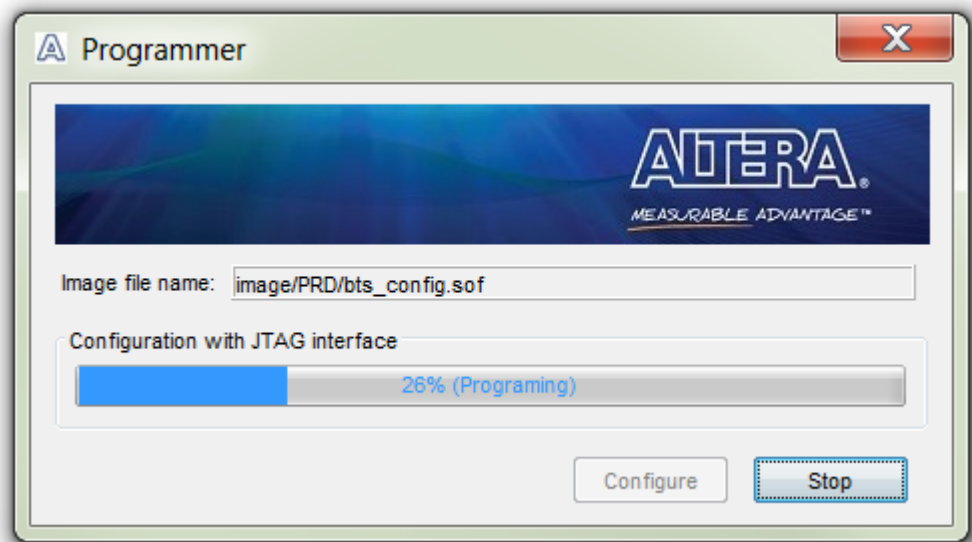 Programmer
ALTERA®
MEASURABLE ADVANTAGE™
Image file name: image/PRD/bts_config.sof
Configuration with JTAG interface
26% (Programing)
Configure Stop